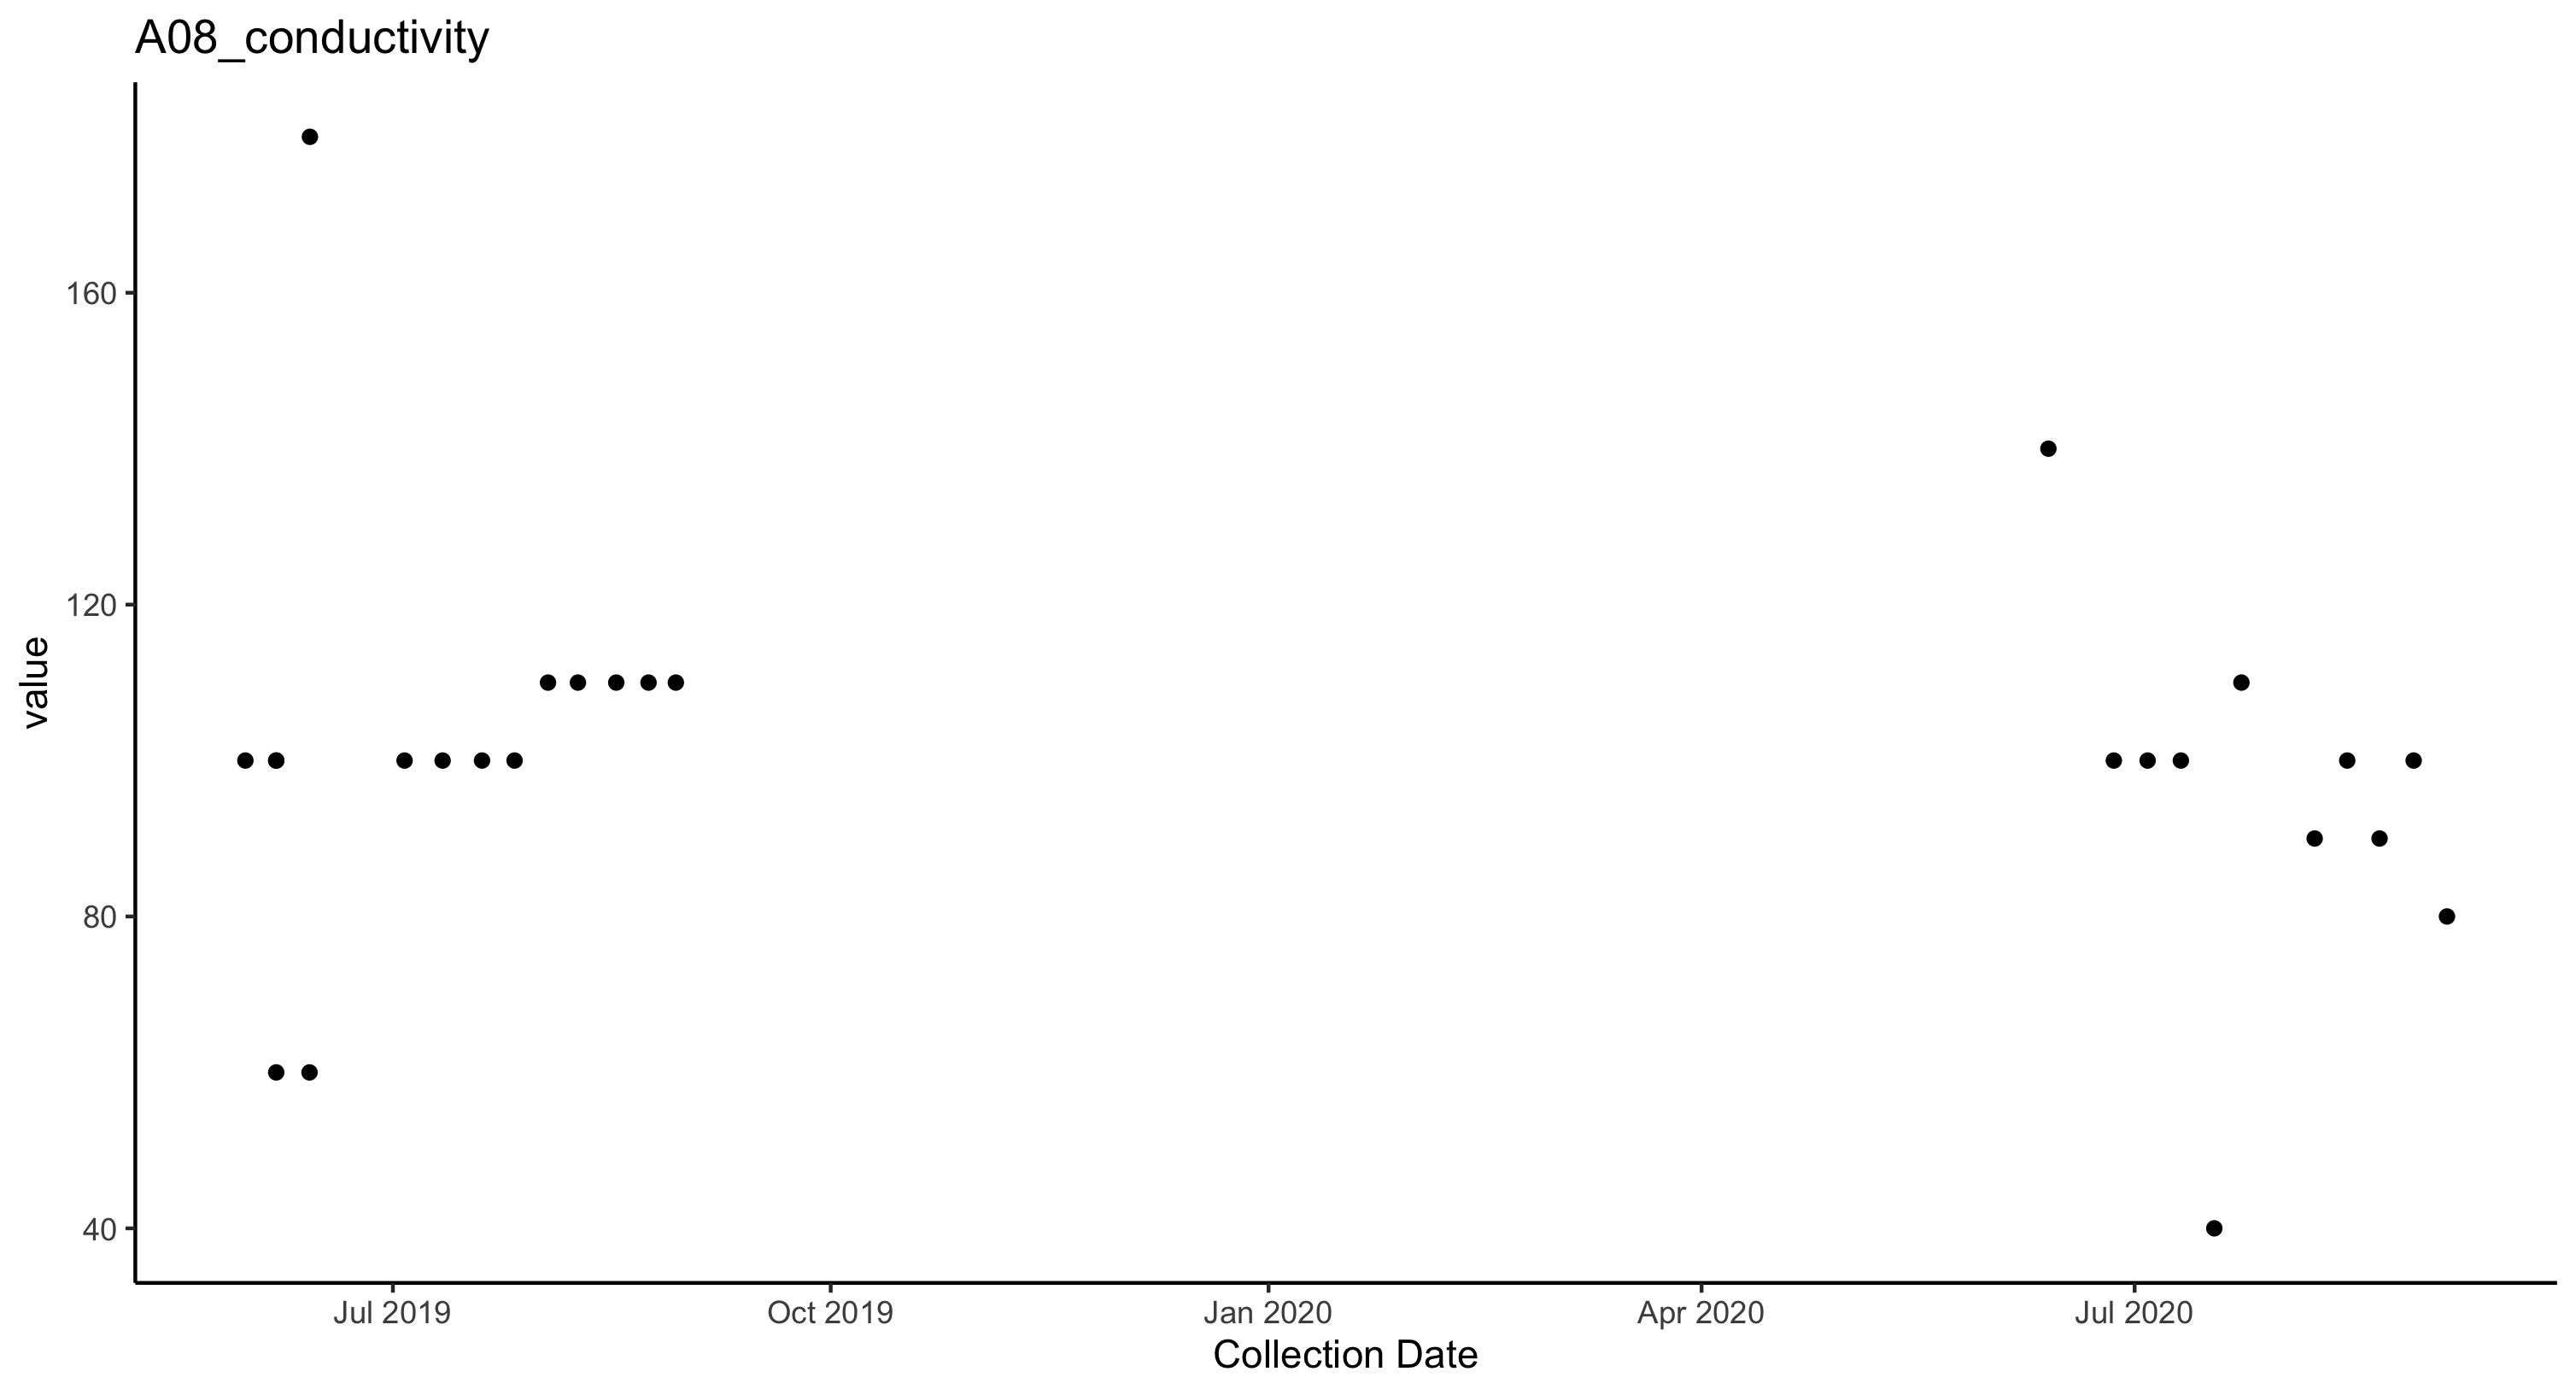 A08_conductivity
160
120
80
40
value
Jul 2019
Oct 2019
Jan 2020
Apr 2020
Jul 2020
Collection Date